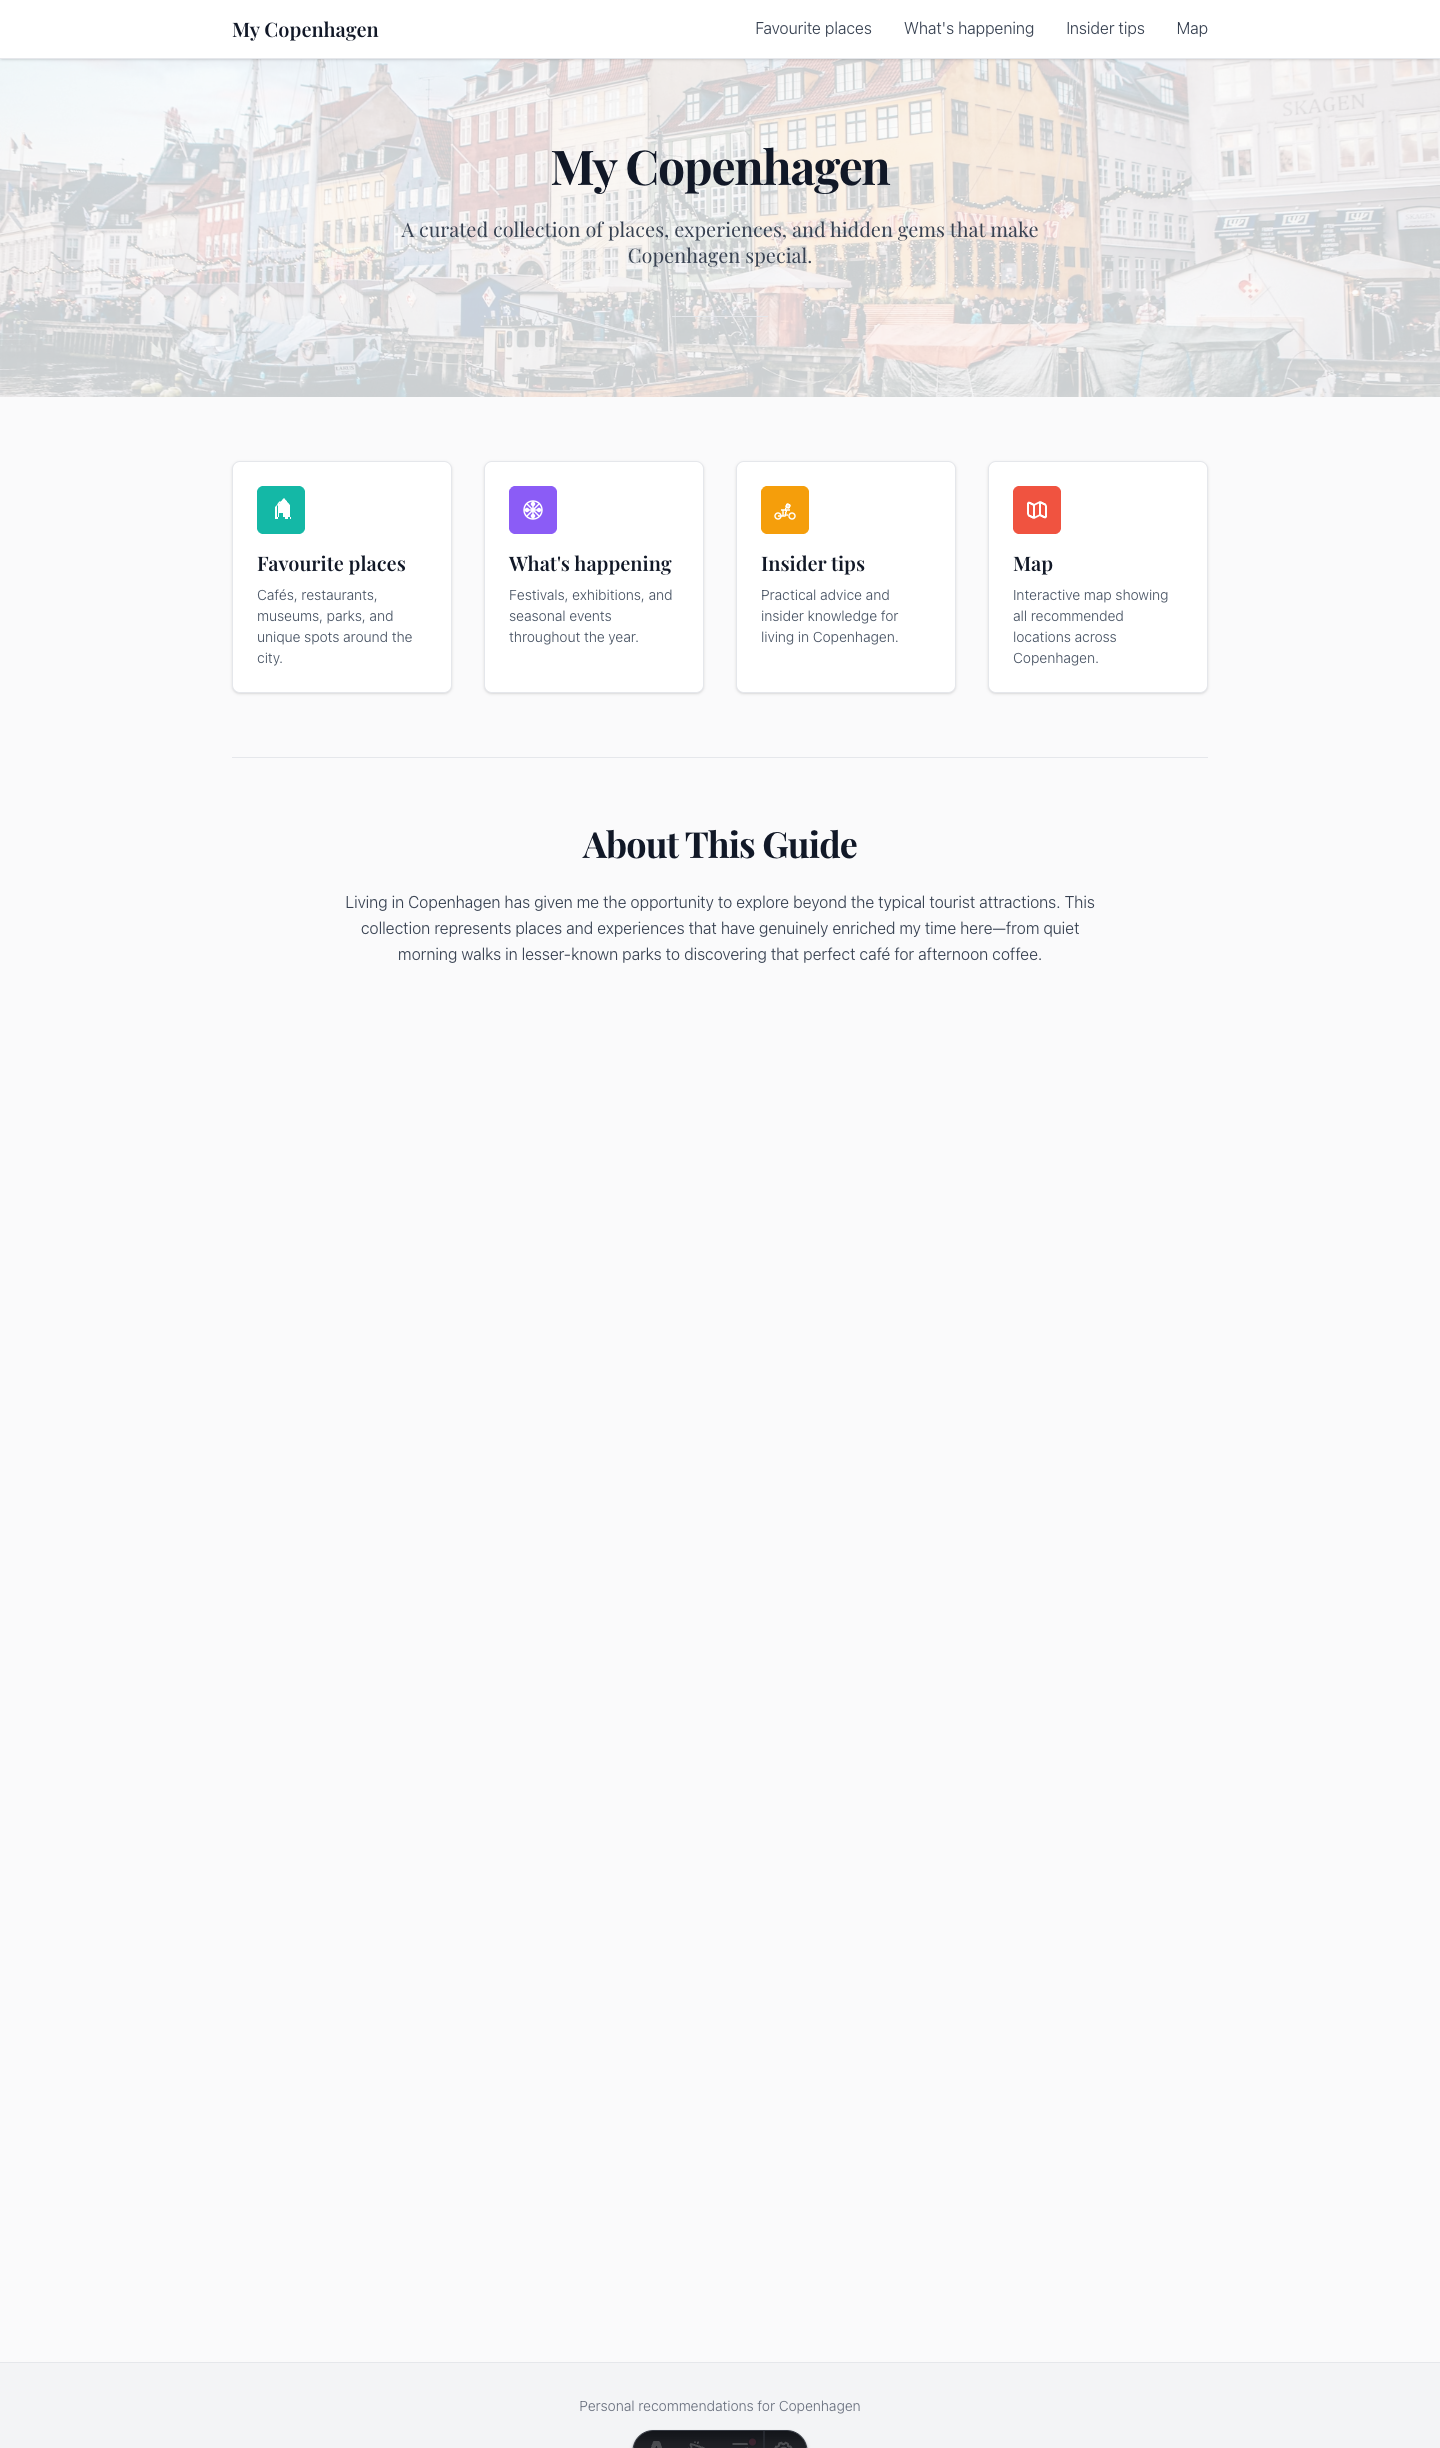 My Copenhagen
Favourite places
What's happening
Insider tips
Map
SKAGEN
My Copenhagen
A curated collection of places, experiences, and hidden gems that make
Copenhagen special.
Favourite places
Cafés, restaurants,
museums, parks, and
unique spots around the
city.
What's happening
Festivals, exhibitions, and
seasonal events
throughout the year.
Insider tips
Practical advice and
insider knowledge for
living in Copenhagen.
Map
Interactive map showing
all recommended
locations across
Copenhagen.
About This Guide
Living in Copenhagen has given me the opportunity to explore beyond the typical tourist attractions. This
collection represents places and experiences that have genuinely enriched my time here—from quiet
morning walks in lesser-known parks to discovering that perfect café for afternoon coffee.
Personal recommendations for Copenhagen